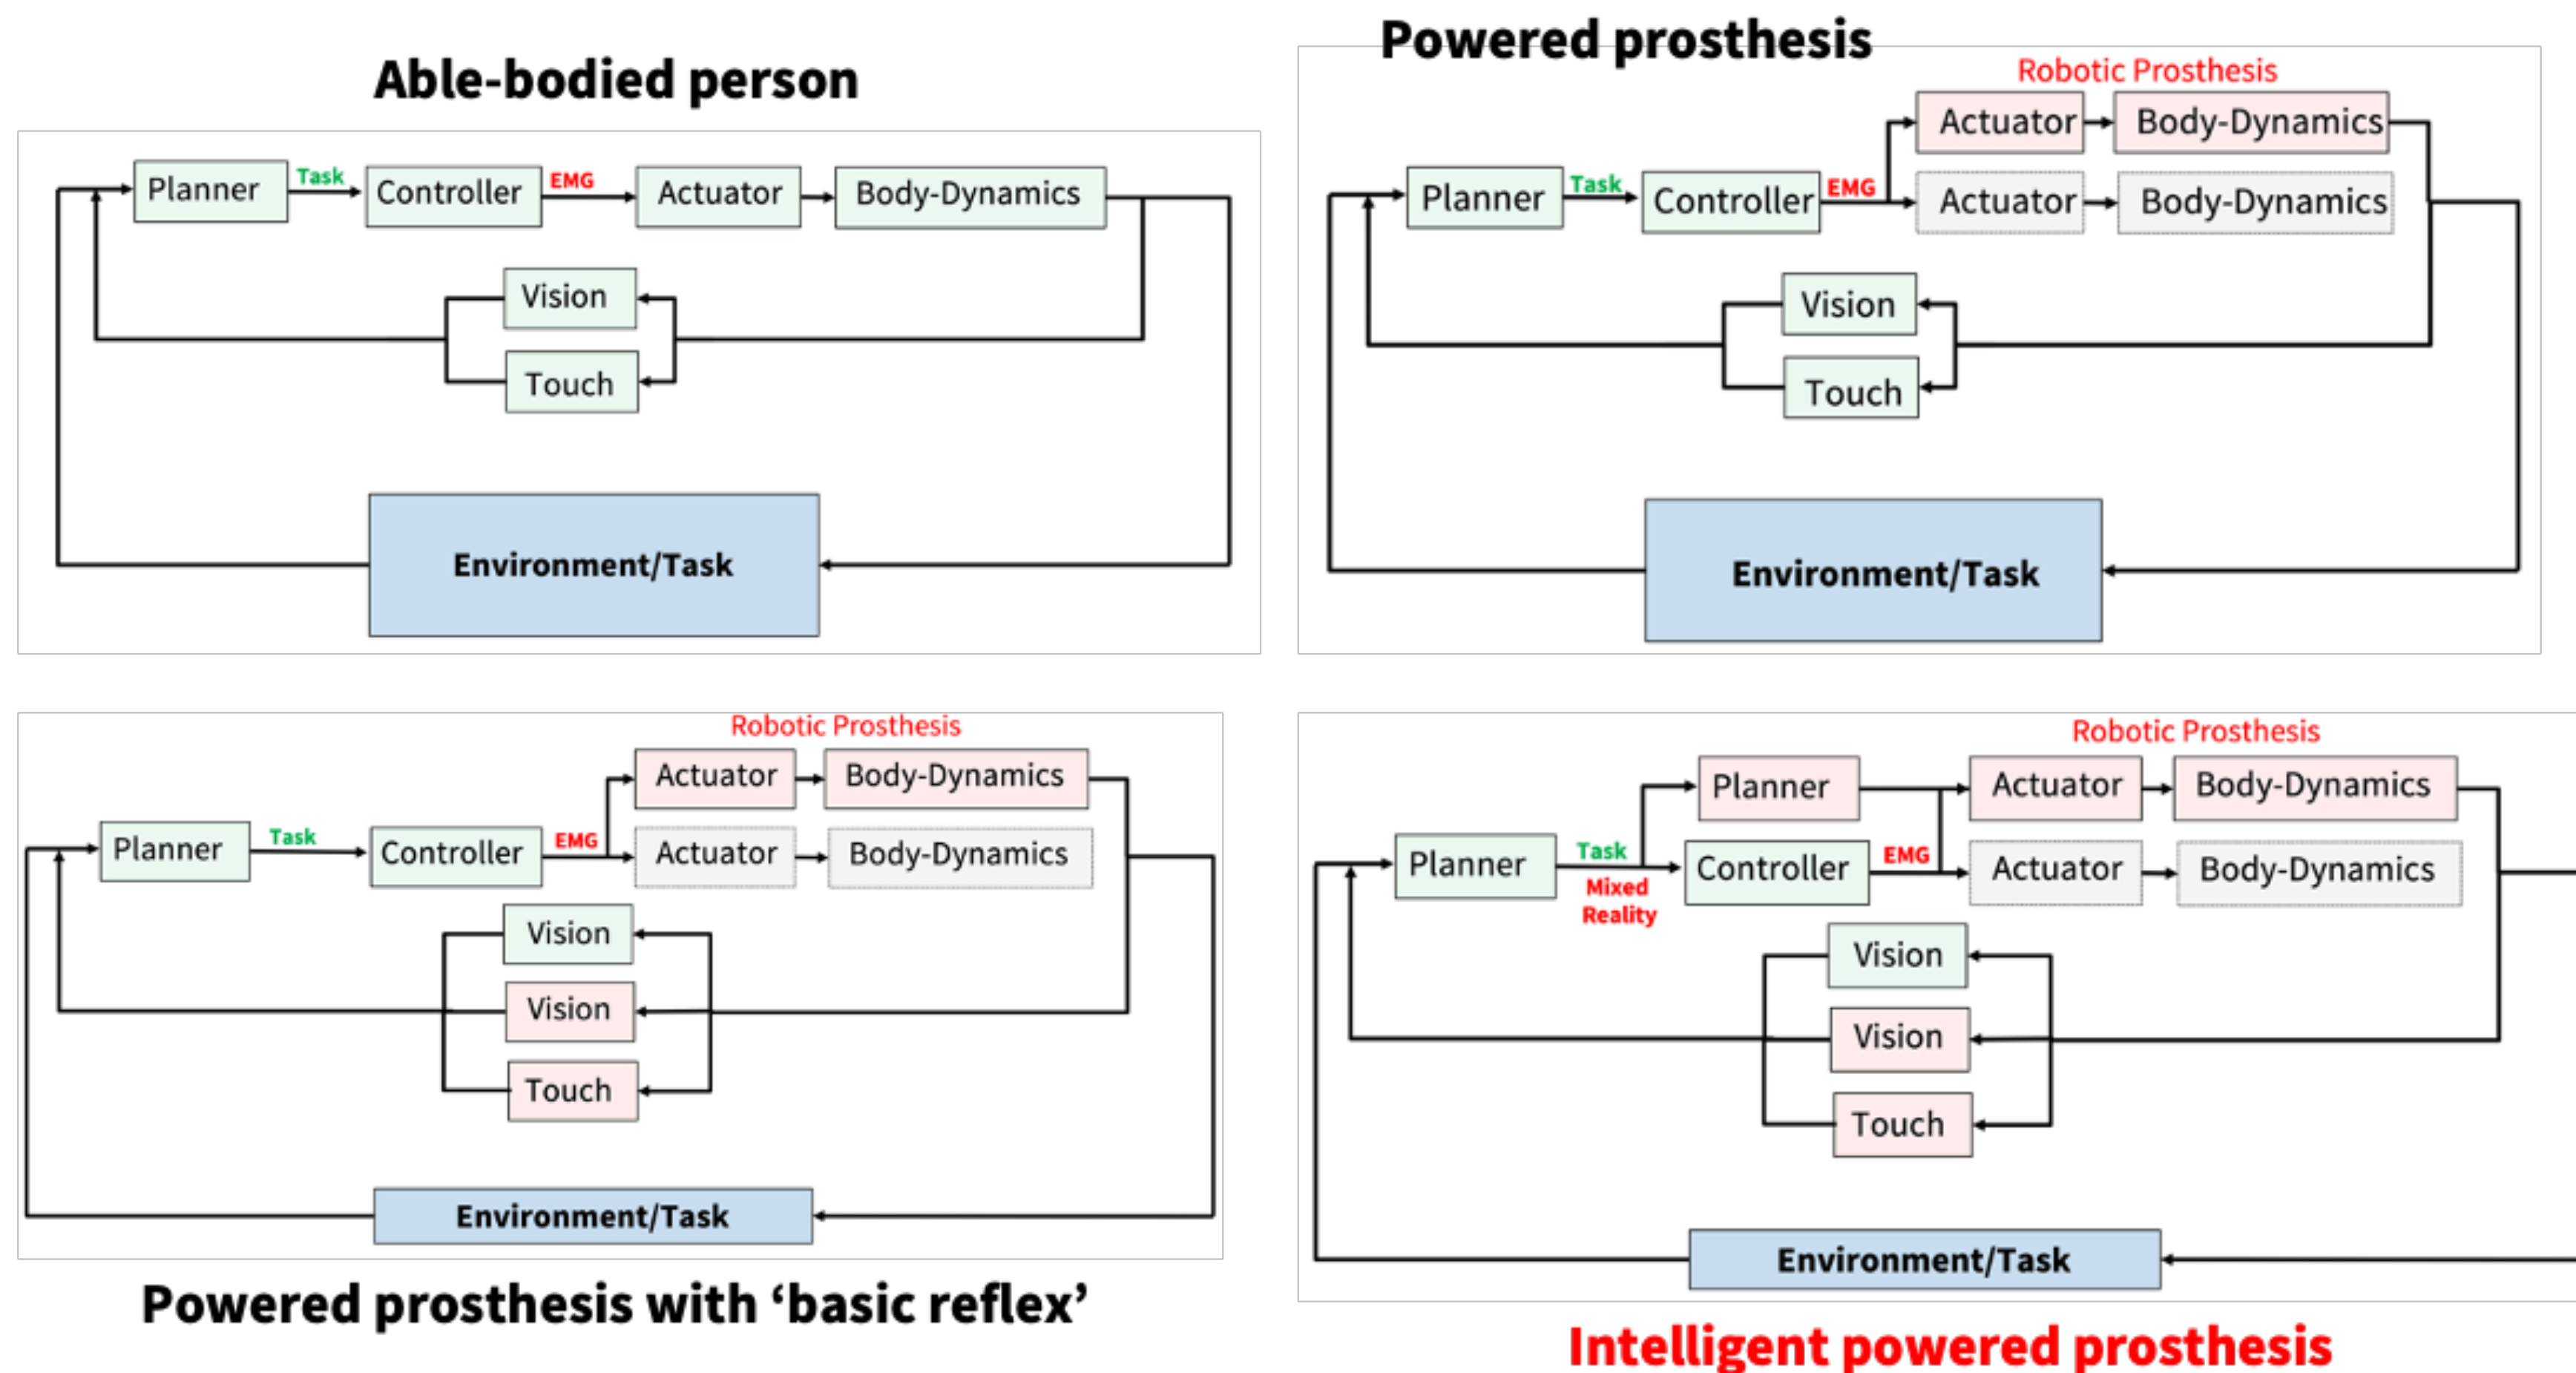 Able-bodied person
Planner
Task
Controller
EMG
Actuator
Body-Dynamics
Vision
Touch
Environment/Task
Powered prosthesis
Robotic Prosthesis
Actuator
Body-Dynamics
Planner
Task
Controller
EMG
Actuator
Body-Dynamics
Vision
Touch
Environment/Task
Robotic Prosthesis
Actuator
Body-Dynamics
Planner
Task
Controller
EMG
Actuator
Body-Dynamics
Vision
Vision
Touch
Environment/Task
Powered prosthesis with ‘basic reflex’
Robotic Prosthesis
Planner
Actuator
Body-Dynamics
Planner
Task
Mixed
Reality
Controller
EMG
Actuator
Body-Dynamics
Vision
Vision
Touch
Environment/Task
Intelligent powered prosthesis